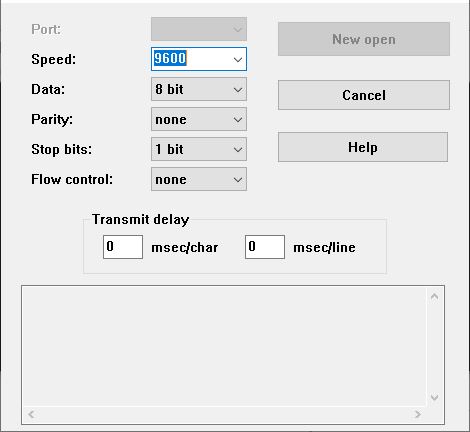 Port:
New open
Speed: 9600
Data: 8 bit
Cancel
Parity: none
Stop bits: 1 bit
Help
Flow control: none
Transmit delay
0 msec/char 0 msec/line